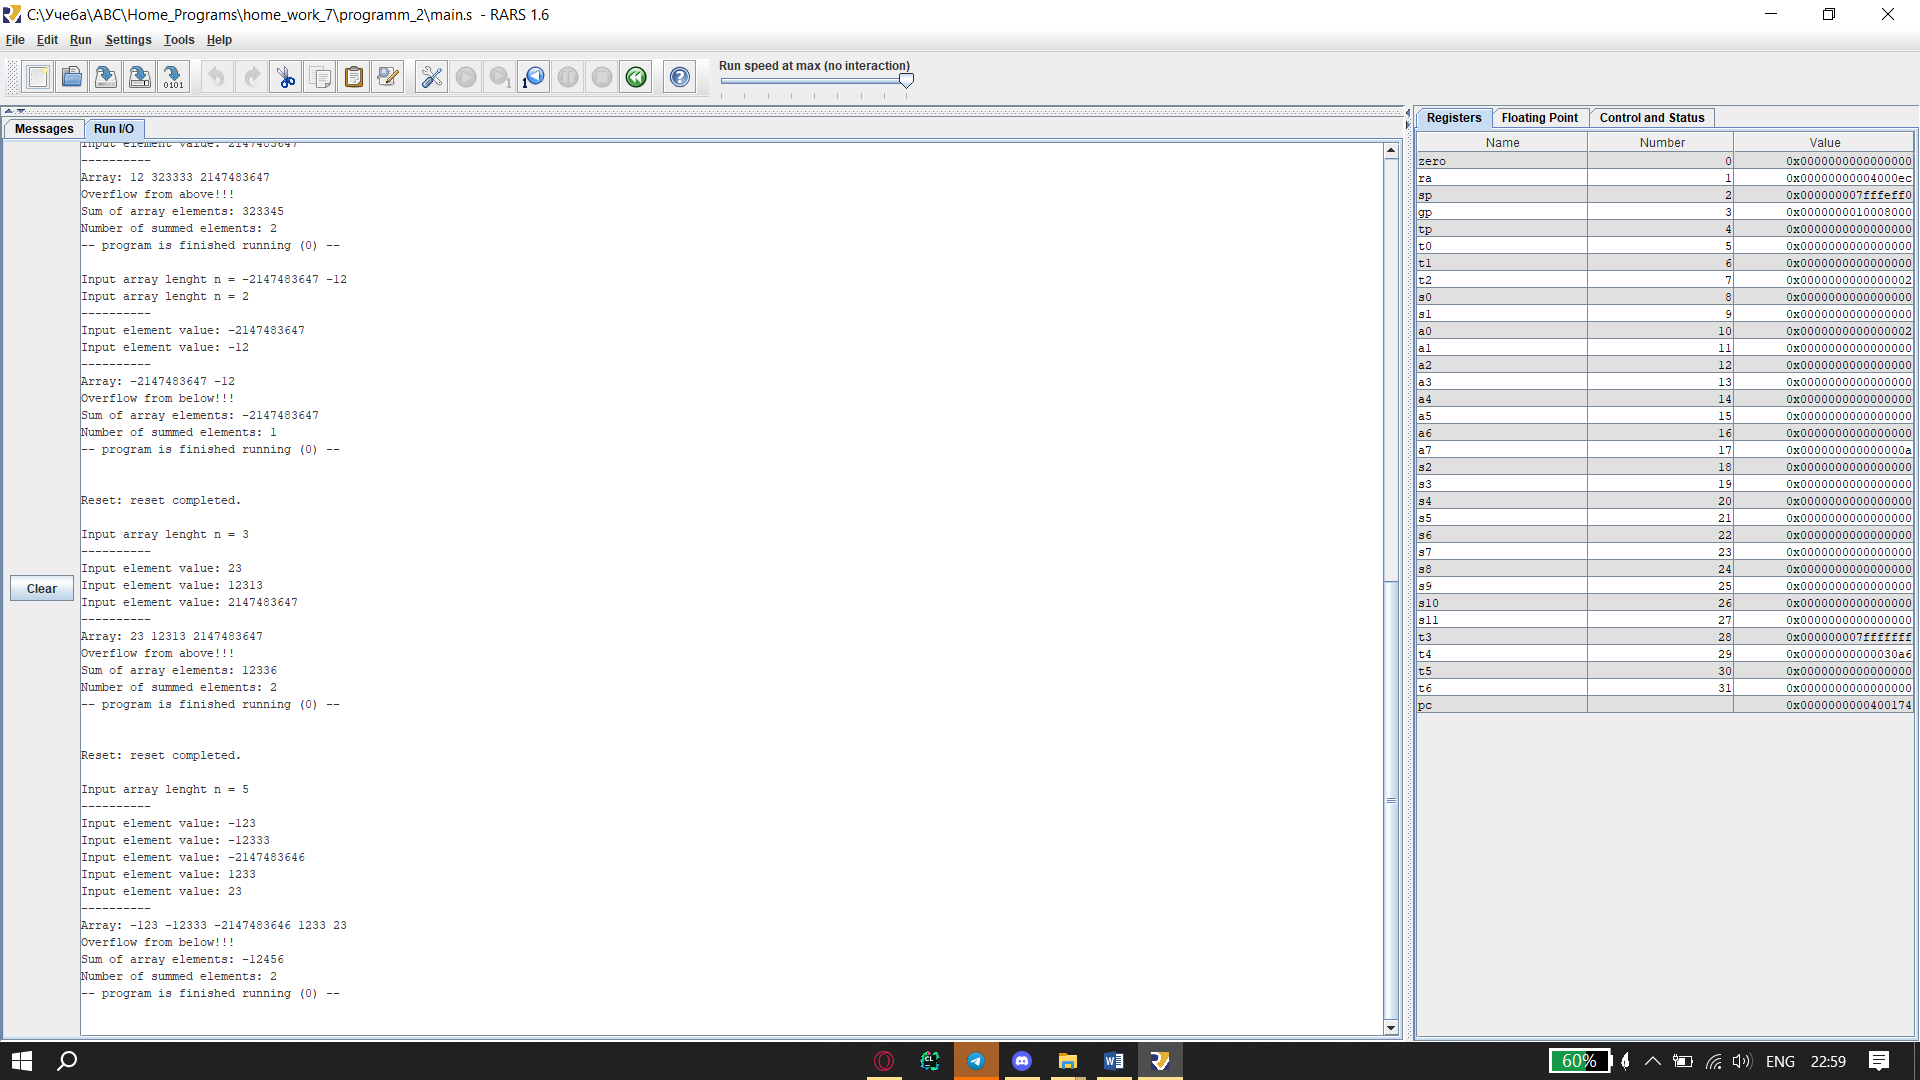 C:\Учеба\АВС\Home_Programs\home_work_7\programm_2\main.s - RARS 1.6
File Edit Run Settings Tools Help
Run speed at max (no interaction)
Messages Run I/O
Input element value: 2147483647
----------
Array: 12 323333 2147483647
Overflow from above!!!
Sum of array elements: 323345
Number of summed elements: 2
-- program is finished running (0) --
Input array lenght n = -2147483647 -12
Input array lenght n = 2
----------
Input element value: -2147483647
Input element value: -12
----------
Array: -2147483647 -12
Overflow from below!!!
Sum of array elements: -2147483647
Number of summed elements: 1
-- program is finished running (0) --
Reset: reset completed.
Input array lenght n = 3
----------
Input element value: 23
Input element value: 12313
Input element value: 2147483647
----------
Array: 23 12313 2147483647
Overflow from above!!!
Sum of array elements: 12336
Number of summed elements: 2
-- program is finished running (0) --
Reset: reset completed.
Input array lenght n = 5
----------
Input element value: -123
Input element value: -12333
Input element value: -2147483646
Input element value: 1233
Input element value: 23
----------
Array: -123 -12333 -2147483646 1233 23
Overflow from below!!!
Sum of array elements: -12456
Number of summed elements: 2
-- program is finished running (0) --
Clear
Registers Floating Point Control and Status
Name Number Value
zero 0 0x0000000000000000
ra 1 0x00000000004000ec
sp 2 0x000000007fffeff0
gp 3 0x0000000010008000
tp 4 0x0000000000000000
t0 5 0x0000000000000000
t1 6 0x0000000000000000
t2 7 0x0000000000000002
s0 8 0x0000000000000000
s1 9 0x0000000000000000
a0 10 0x0000000000000002
a1 11 0x0000000000000000
a2 12 0x0000000000000000
a3 13 0x0000000000000000
a4 14 0x0000000000000000
a5 15 0x0000000000000000
a6 16 0x0000000000000000
a7 17 0x000000000000000a
s2 18 0x0000000000000000
s3 19 0x0000000000000000
s4 20 0x0000000000000000
s5 21 0x0000000000000000
s6 22 0x0000000000000000
s7 23 0x0000000000000000
s8 24 0x0000000000000000
s9 25 0x0000000000000000
s10 26 0x0000000000000000
s11 27 0x0000000000000000
t3 28 0x000000007fffffff
t4 29 0x00000000000030a6
t5 30 0x0000000000000000
t6 31 0x0000000000000000
pc 0x0000000000400174
60% ENG 22:59